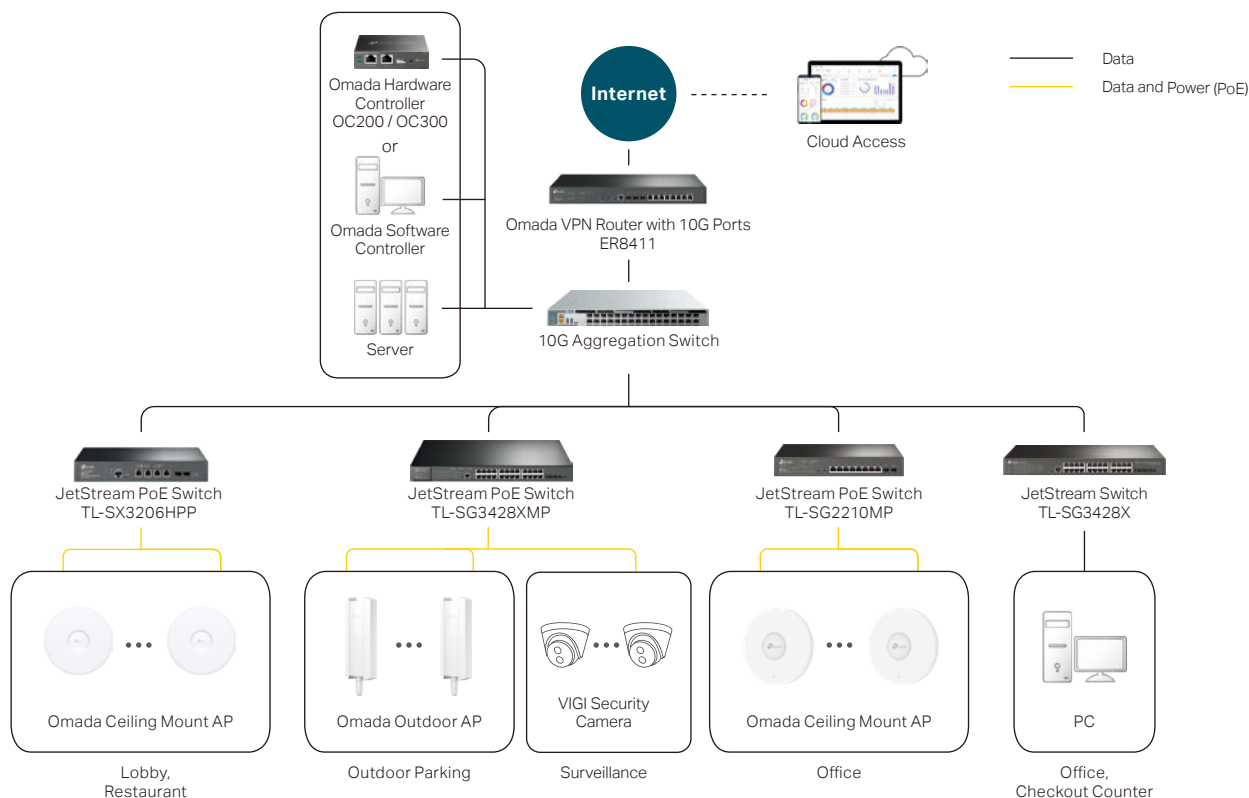 Omada Hardware
Controller
OC200 / OC300
or
Omada Software
Controller
Server
Internet
Cloud Access
Data
Data and Power (PoE)
Omada VPN Router with 10G Ports
ER8411
10G Aggregation Switch
JetStream PoE Switch
TL-SX3206HPP
JetStream PoE Switch
TL-SG3428XMP
JetStream PoE Switch
TL-SG2210MP
JetStream Switch
TL-SG3428X
Omada Ceiling Mount AP
Omada Outdoor AP
VIGI Security
Camera
Omada Ceiling Mount AP
PC
Lobby,
Restaurant
Outdoor Parking
Surveillance
Office
Office,
Checkout Counter